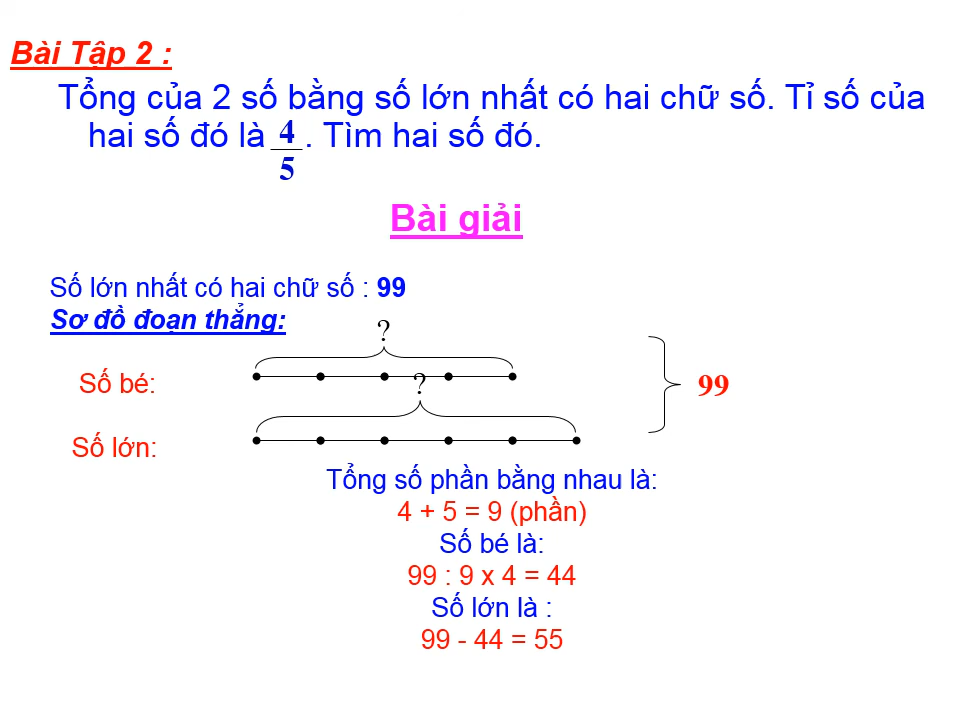 Bài Tập 2 :
Tổng của 2 số bằng số lớn nhất có hai chữ số. Tỉ số của
hai số đó là 4/5. Tìm hai số đó.
Bài giải
Số lớn nhất có hai chữ số : 99
Sơ đồ đoạn thẳng:
?
Số bé:
?
99
Số lớn:
Tổng số phần bằng nhau là:
4 + 5 = 9 (phần)
Số bé là:
99 : 9 x 4 = 44
Số lớn là :
99 - 44 = 55